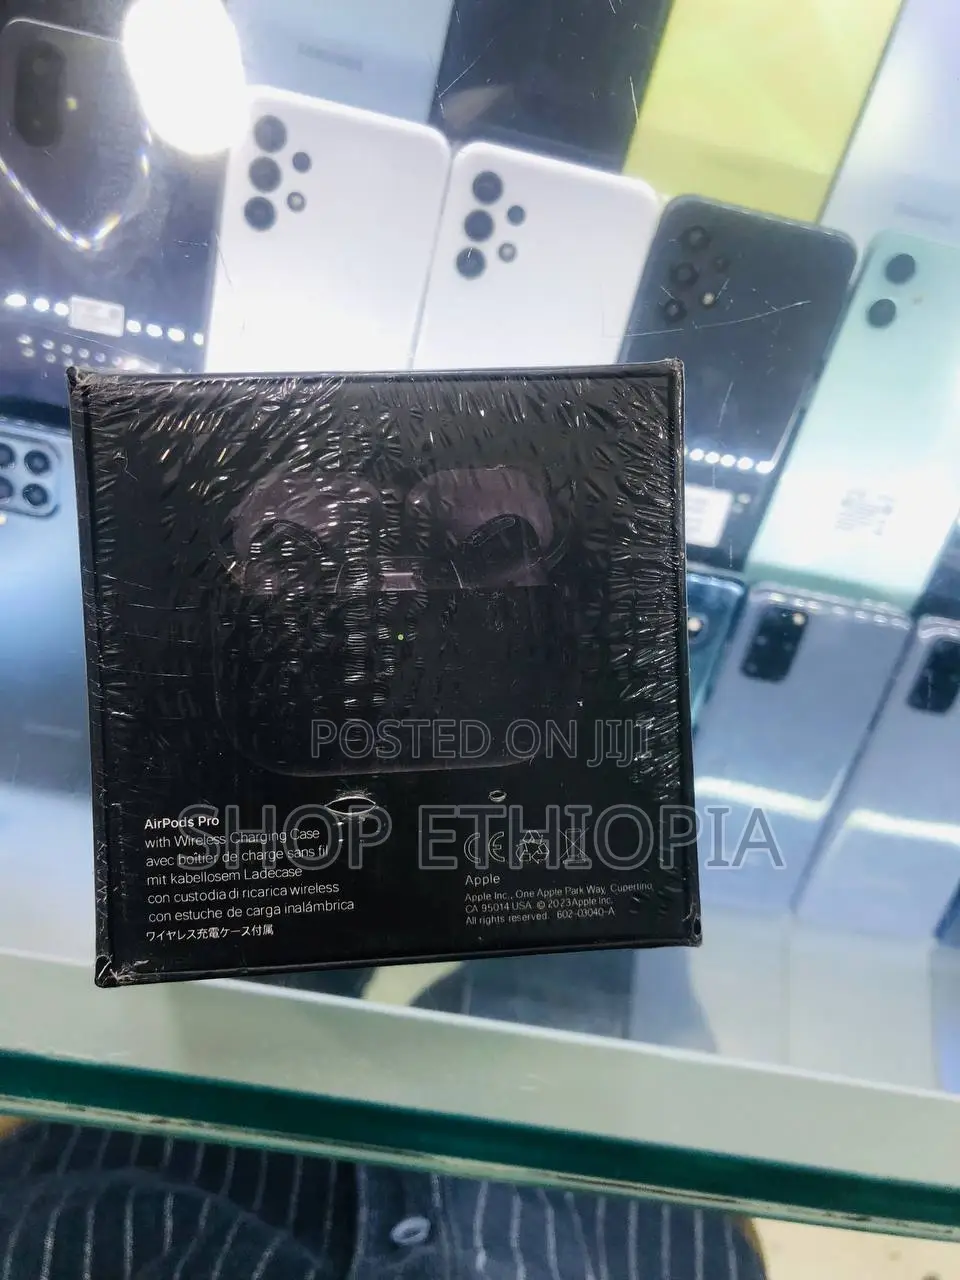 POSTED ON JIJI
SHOP ETHIOPIA
AirPods Pro
with Wireless Charging Case
avec boîtier de charge sans fil
mit kabellosem Ladecase
con custodia di ricarica wireless
con estuche de carga inalámbrica
ワイヤレス充電ケース付属
CE
Apple
Apple Inc., One Apple Park Way, Cupertino,
CA 95014 USA. © 2023Apple Inc.
All rights reserved. 602-03040-A